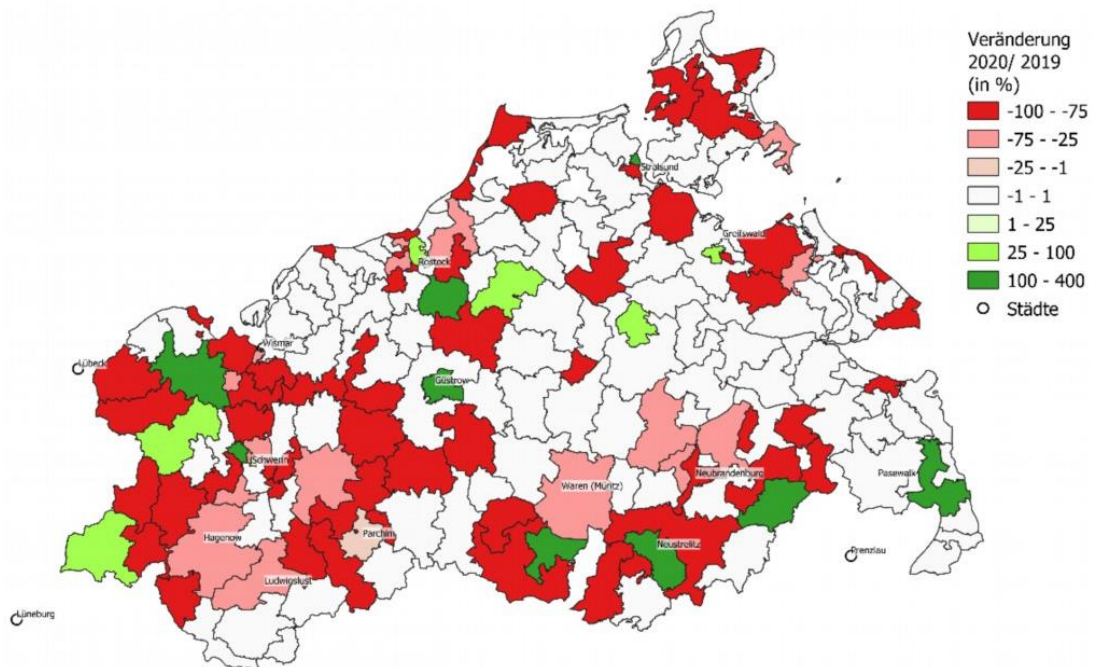 Veränderung
2020/ 2019
(in %)
-100 - -75
-75 - -25
-25 - -1
-1 - 1
1 - 25
25 - 100
100 - 400
Städte
Stralsund
Greifswald
Rostock
Wismar
Lübeck
Güstrow
Schwerin
Neubrandenburg
Pasewalk
Waren (Müritz)
Parchim
Hagenow
Neustrelitz
Prenzlau
Ludwigslust
Lüneburg